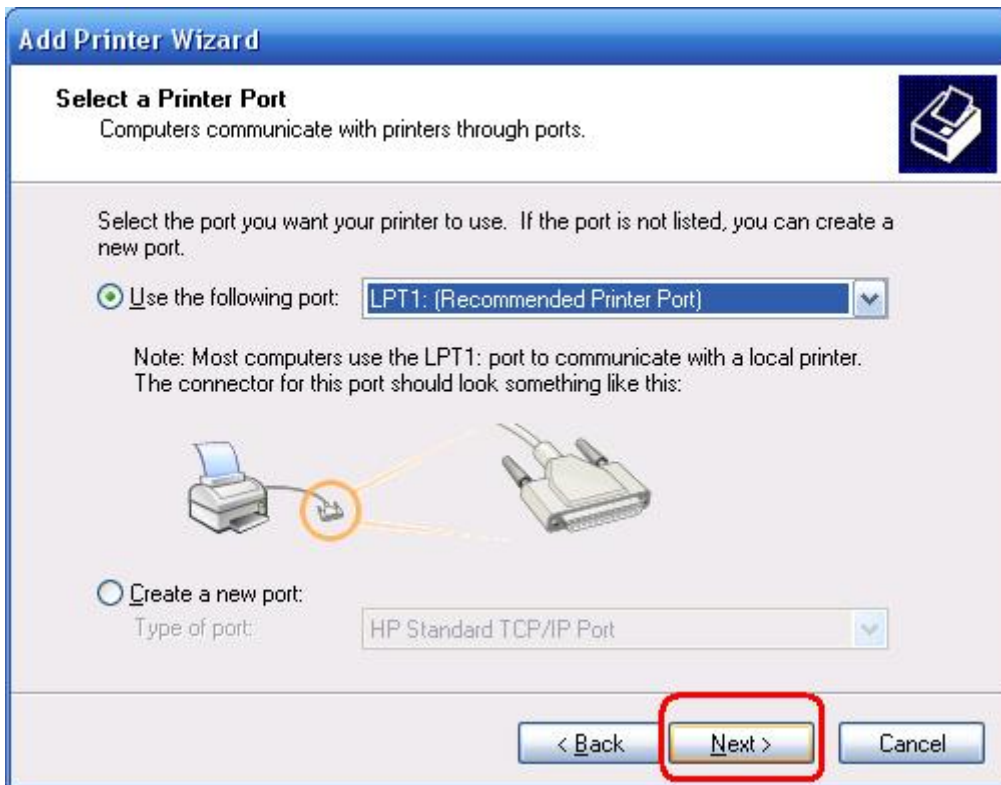 Add Printer Wizard
Select a Printer Port
Computers communicate with printers through ports.
Select the port you want your printer to use. If the port is not listed, you can create a
new port.
Use the following port: LPT1: (Recommended Printer Port)
Note: Most computers use the LPT1: port to communicate with a local printer.
The connector for this port should look something like this:
Create a new port:
Type of port: HP Standard TCP/IP Port
< Back Next > Cancel